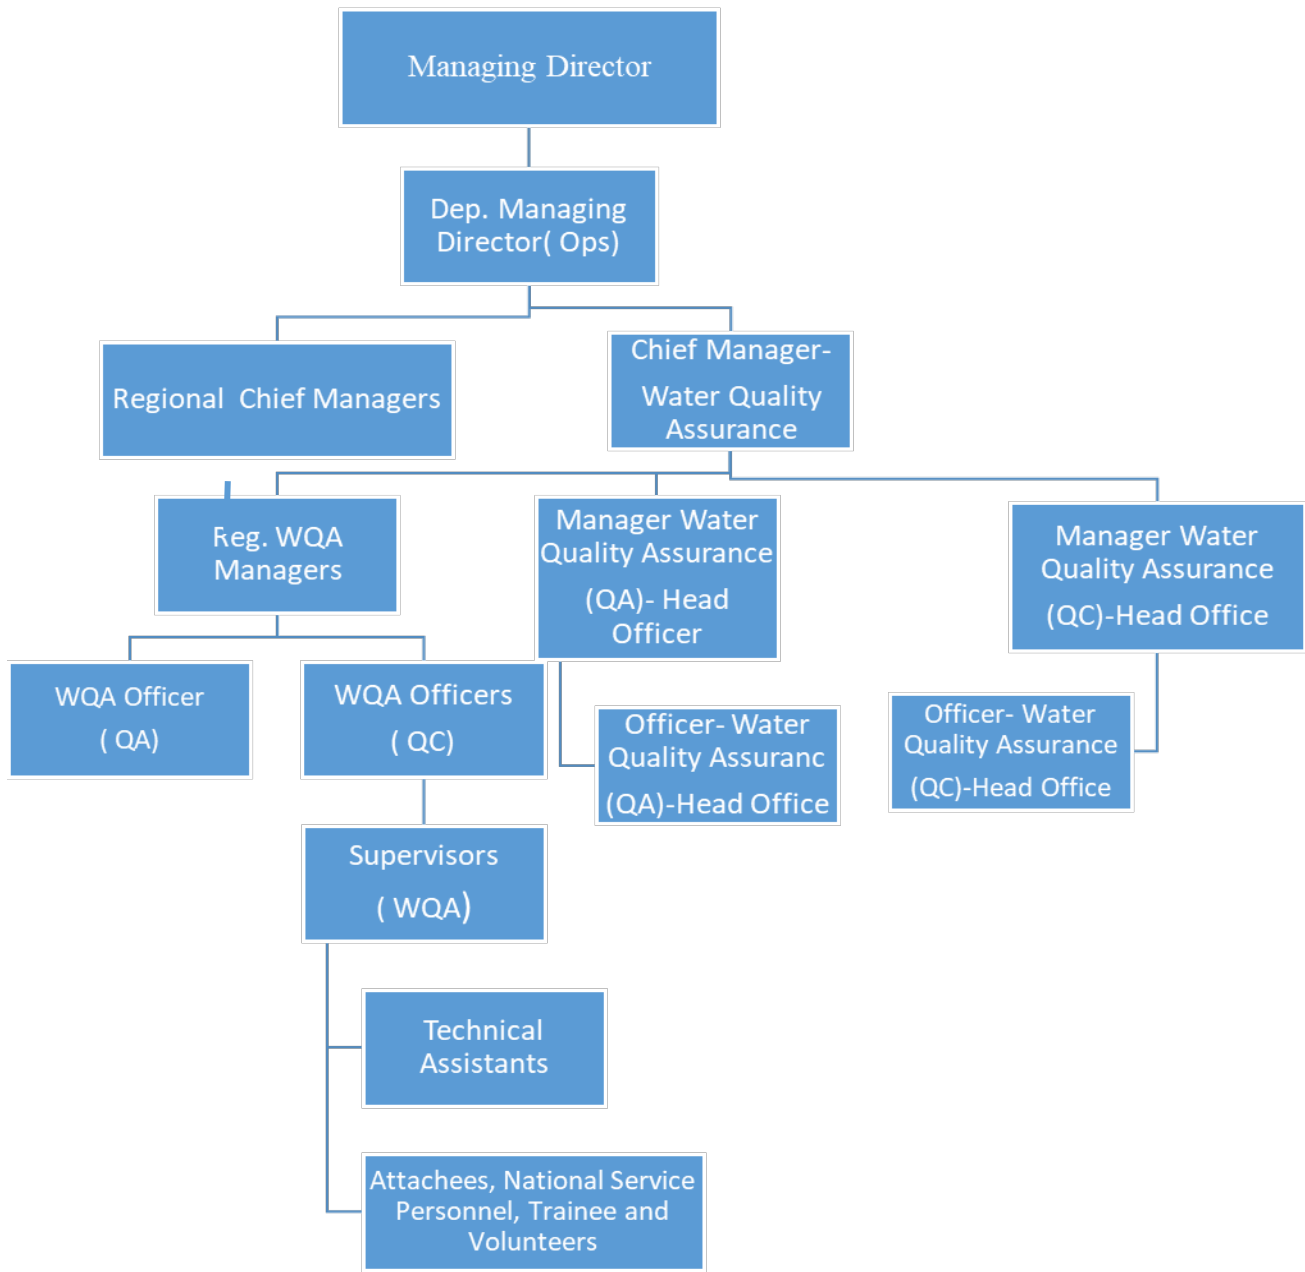 Managing Director
Dep. Managing
Director( Ops)
Regional  Chief Managers
Chief Manager-
Water Quality
Assurance
Reg. WQA
Managers
Manager Water
Quality Assurance
(QA)- Head
Officer
Manager Water
Quality Assurance
(QC)-Head Office
WQA Officer
( QA)
WQA Officers
( QC)
Officer- Water
Quality Assuranc
(QA)-Head Office
Officer- Water
Quality Assurance
(QC)-Head Office
Supervisors
( WQA)
Technical
Assistants
Attachees, National Service
Personnel, Trainee and
Volunteers